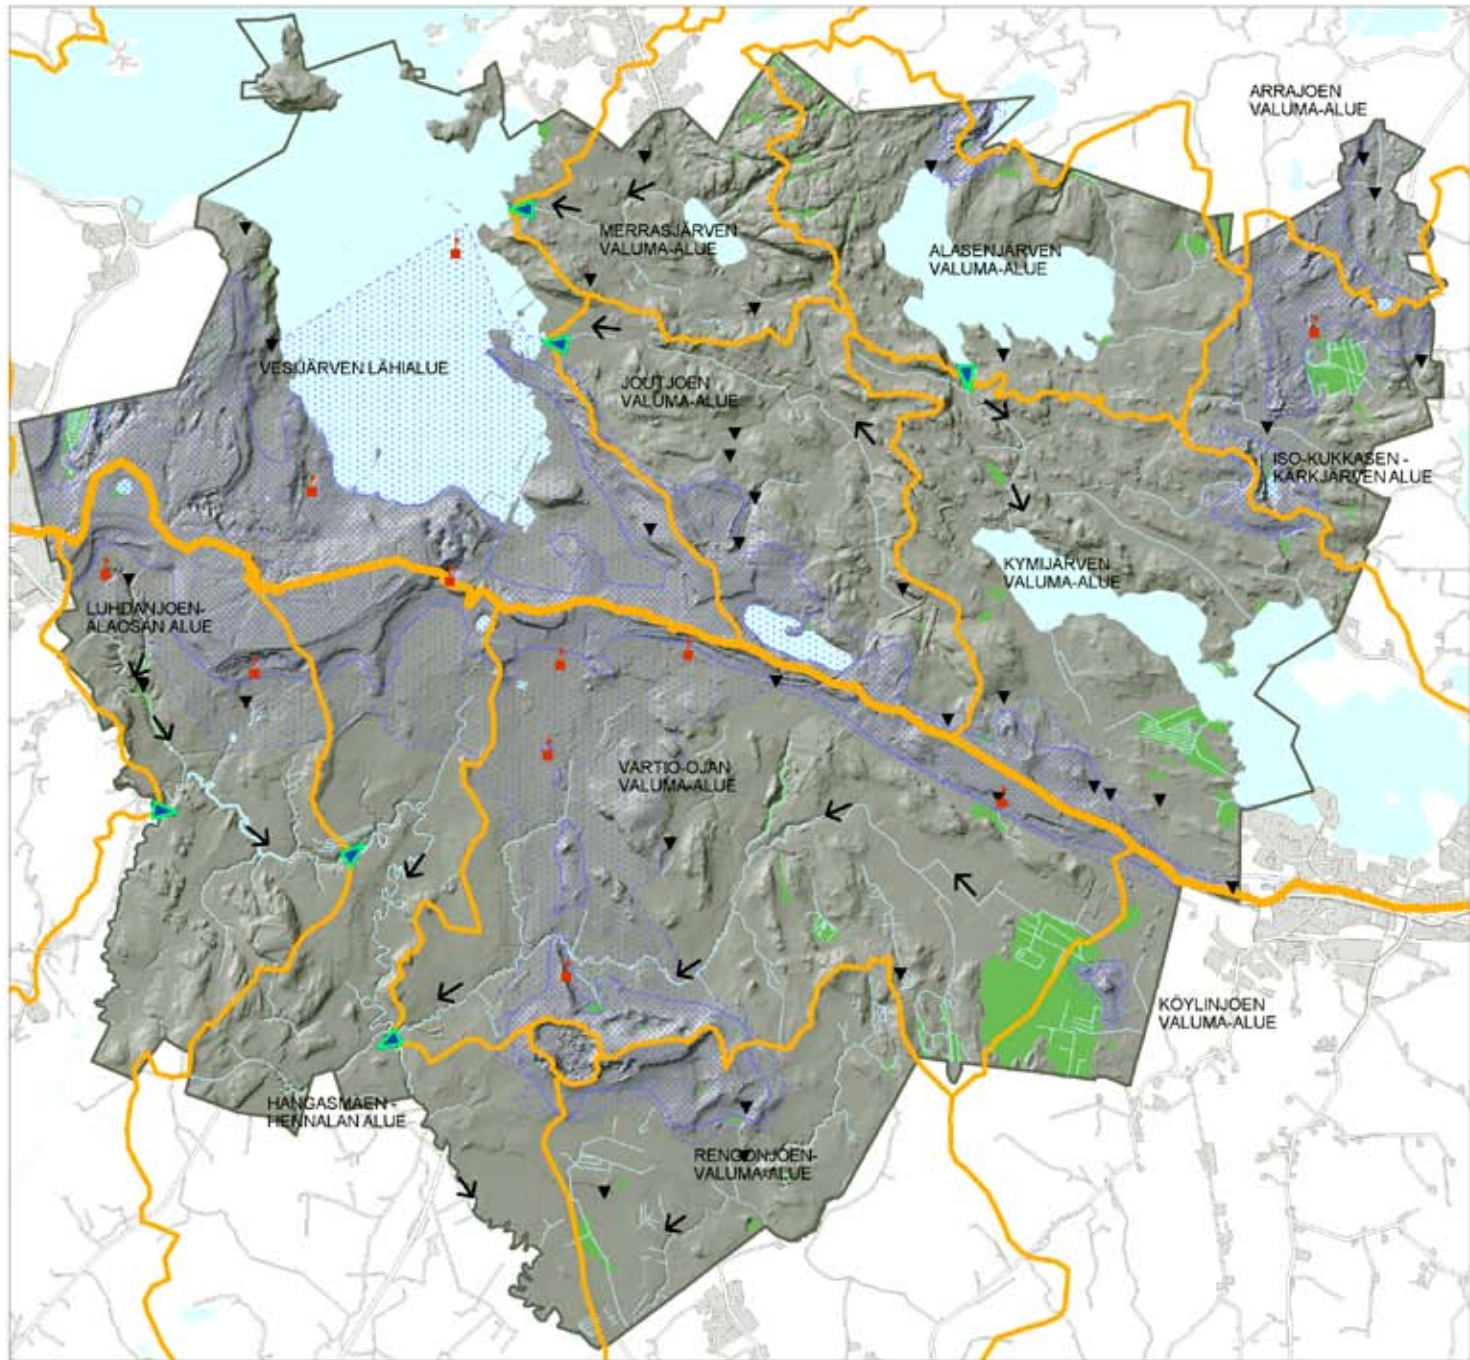 ARRAJOEN
VALUMA-ALUE
MERRASJÄRVEN
VALUMA-ALUE
ALASENJÄRVEN
VALUMA-ALUE
VESIJÄRVEN LÄHIALUE
JOUTJOEN
VALUMA-ALUE
ISO-KUKKASEN -
KÄRKJÄRVEN ALUE
KYMIJÄRVEN
VALUMA-ALUE
LUHDANJOEN-
ALAOSAN ALUE
VARTIO-OJAN
VALUMA-ALUE
KÖYLINJOEN
VALUMA-ALUE
HANGASMÄEN -
HENNALAN ALUE
RENGONJOEN-
VALUMA-ALUE